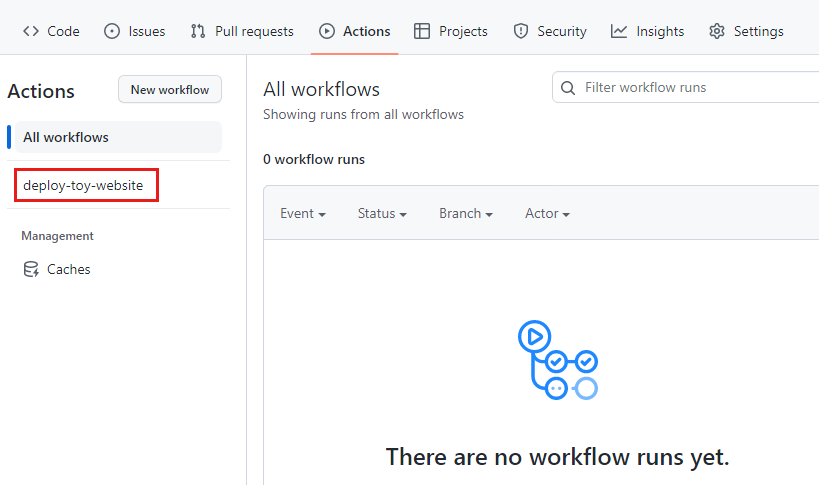 Code Issues Pull requests Actions Projects Security Insights Settings
Actions
New workflow
All workflows
deploy-toy-website
Management
Caches
All workflows
Showing runs from all workflows
Filter workflow runs
0 workflow runs
Event Status Branch Actor
There are no workflow runs yet.